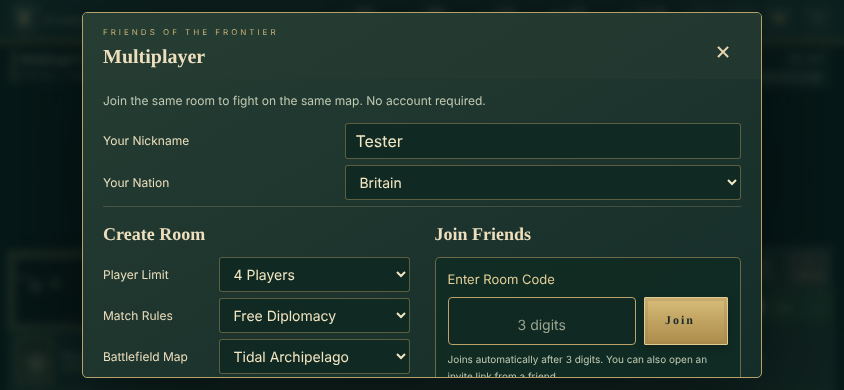 FRIENDS OF THE FRONTIER
Multiplayer
×
Join the same room to fight on the same map. No account required.
Your Nickname
Tester
Your Nation
Britain
Create Room
Player Limit
4 Players
Match Rules
Free Diplomacy
Battlefield Map
Tidal Archipelago
Join Friends
Enter Room Code
3 digits
Join
Joins automatically after 3 digits. You can also open an
invite link from a friend.